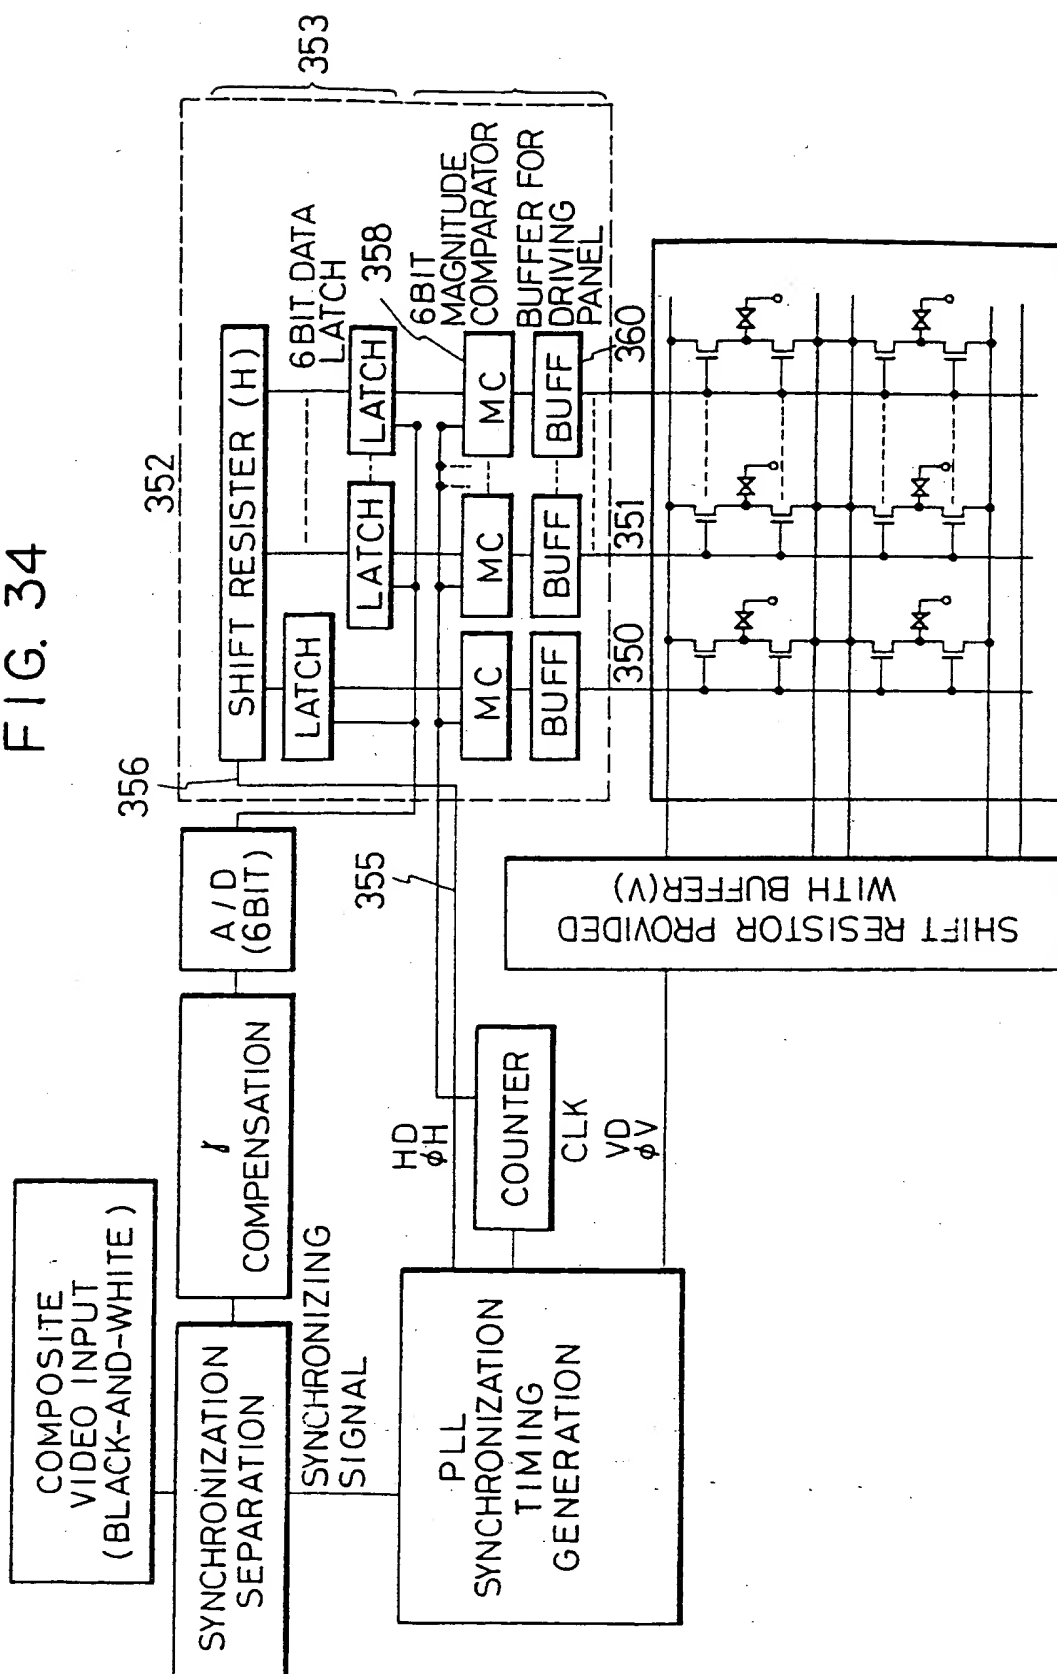 FIG. 34
COMPOSITE
VIDEO INPUT
(BLACK-AND-WHITE)
SYNCHRONIZATION
SEPARATION
γ
COMPENSATION
A/D
(6BIT)
SYNCHRONIZING
SIGNAL
PLL
SYNCHRONIZATION
TIMING
GENERATION
HD
ϕH
COUNTER
CLK
VD
ϕV
355
356
352
353
SHIFT RESISTER (H)
6BIT DATA
LATCH
LATCH
LATCH
LATCH
358
6BIT
MAGNITUDE
COMPARATOR
MC
MC
MC
BUFFER FOR
DRIVING
PANEL
BUFF
BUFF
BUFF
350
351
360
SHIFT RESISTOR PROVIDED
WITH BUFFER(V)